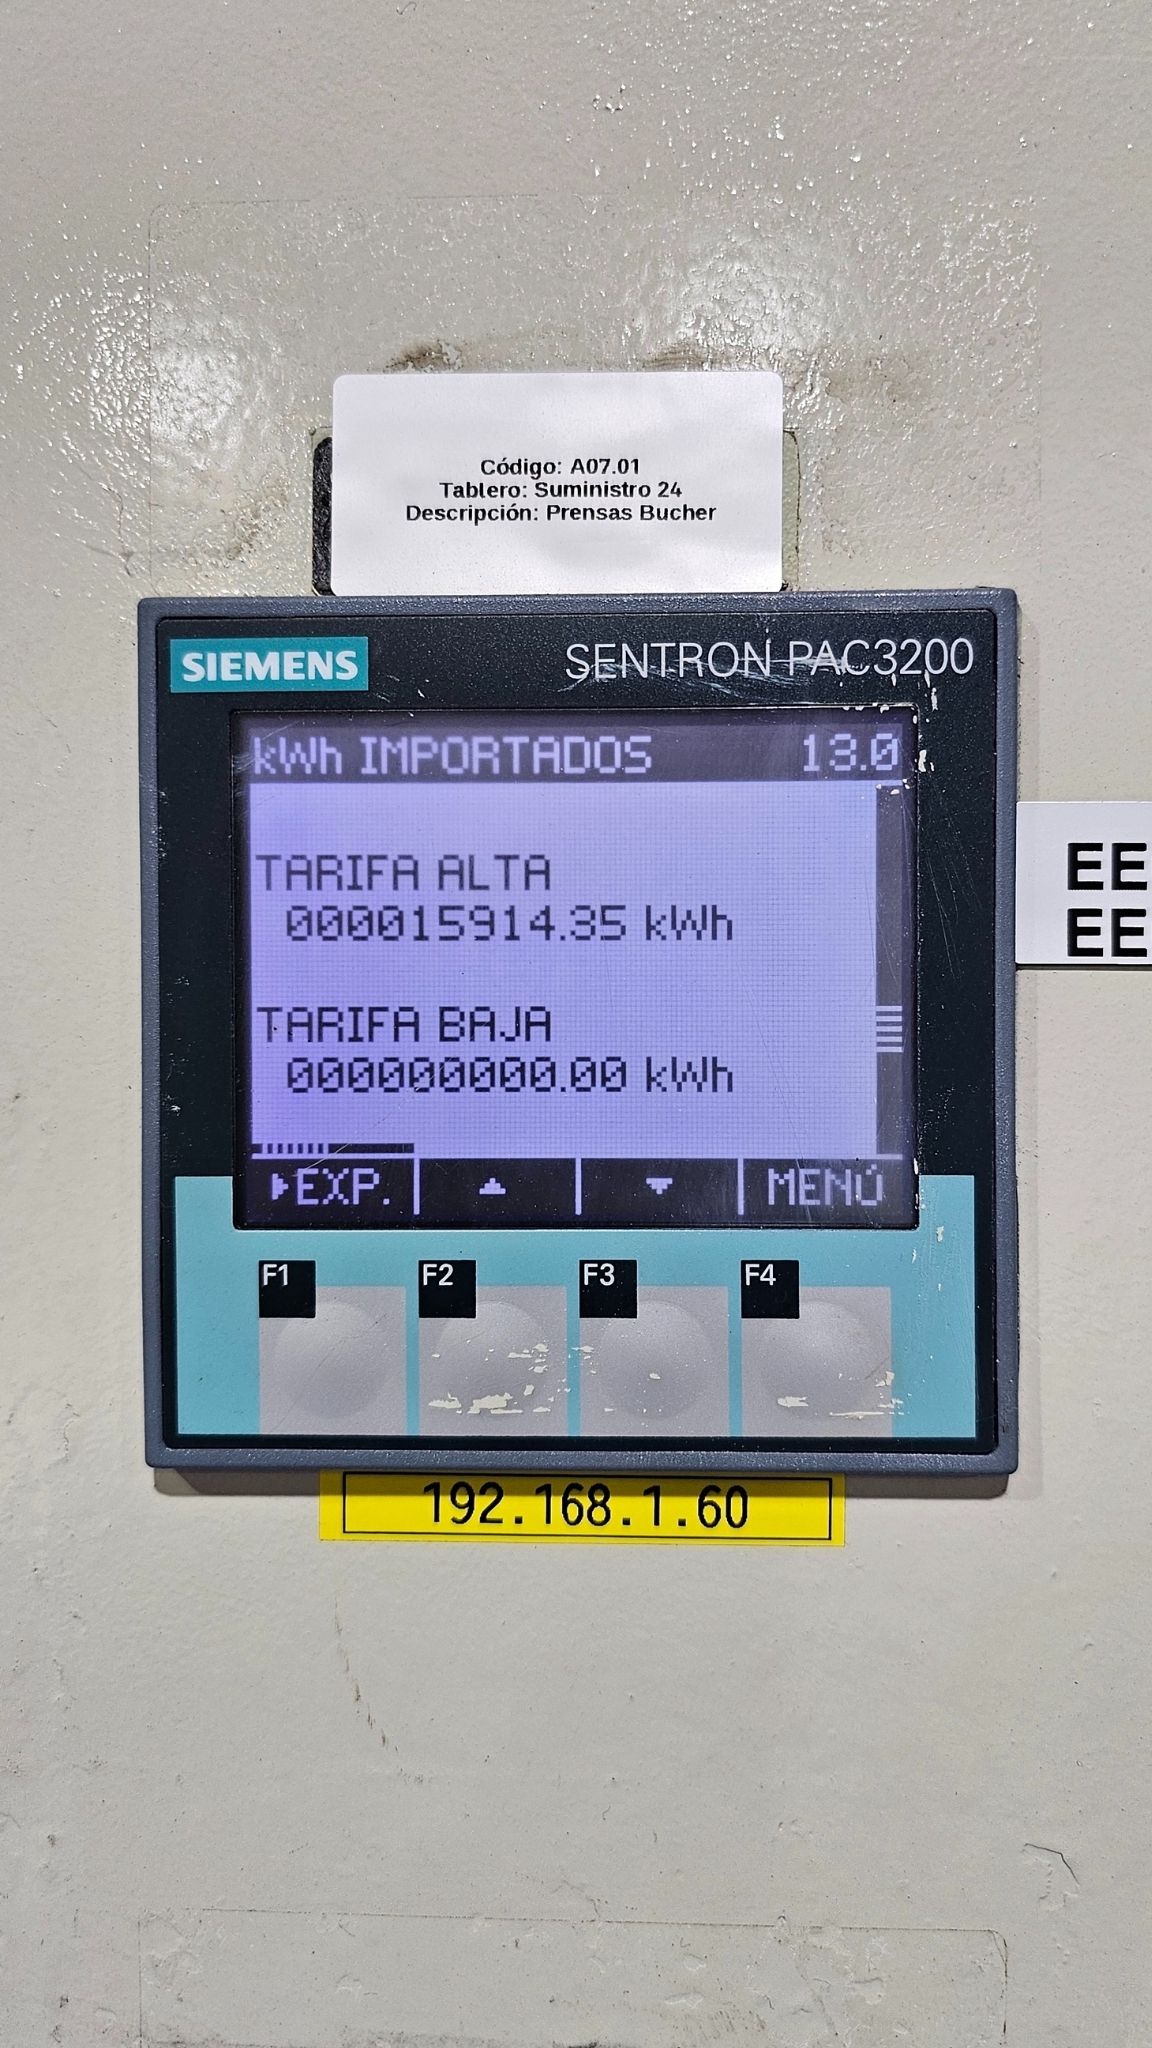 Código: A07.01
Tablero: Suministro 24
Descripción: Prensas Bucher
SIEMENS
SENTRON PAC3200
kWh IMPORTADOS 13.0
TARIFA ALTA
000015914.35 kWh
EE
EE
TARIFA BAJA
000000000.00 kWh
▶EXP. ▲ ▼ MENÚ
F1 F2 F3 F4
192.168.1.60